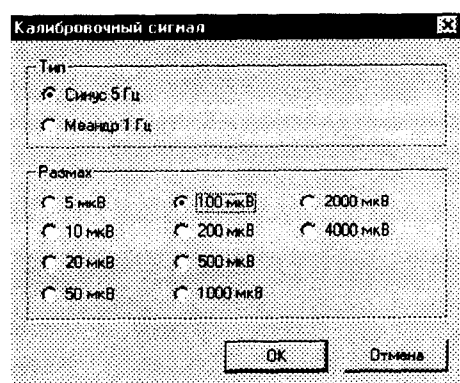 Калибровочный сигнал
Тип
Синус 5 Гц
Меандр 1 Гц
Размах
5 мкВ 100 мкВ 2000 мкВ
10 мкВ 200 мкВ 4000 мкВ
20 мкВ 500 мкВ
50 мкВ 1000 мкВ
OK Отмена